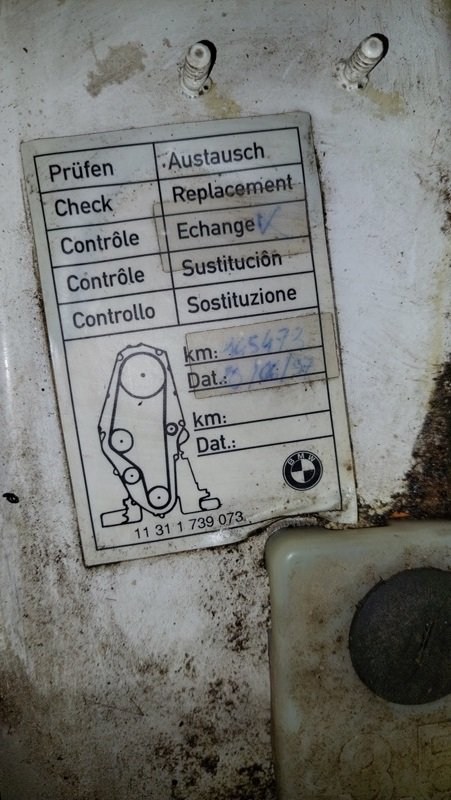 Prüfen Austausch
Check Replacement
Contrôle Echange ✓
Contrôle Sustituciôn
Controllo Sostituzione
km:
Dat.:
km:
Dat.:
BMW
11 31 1 739 073